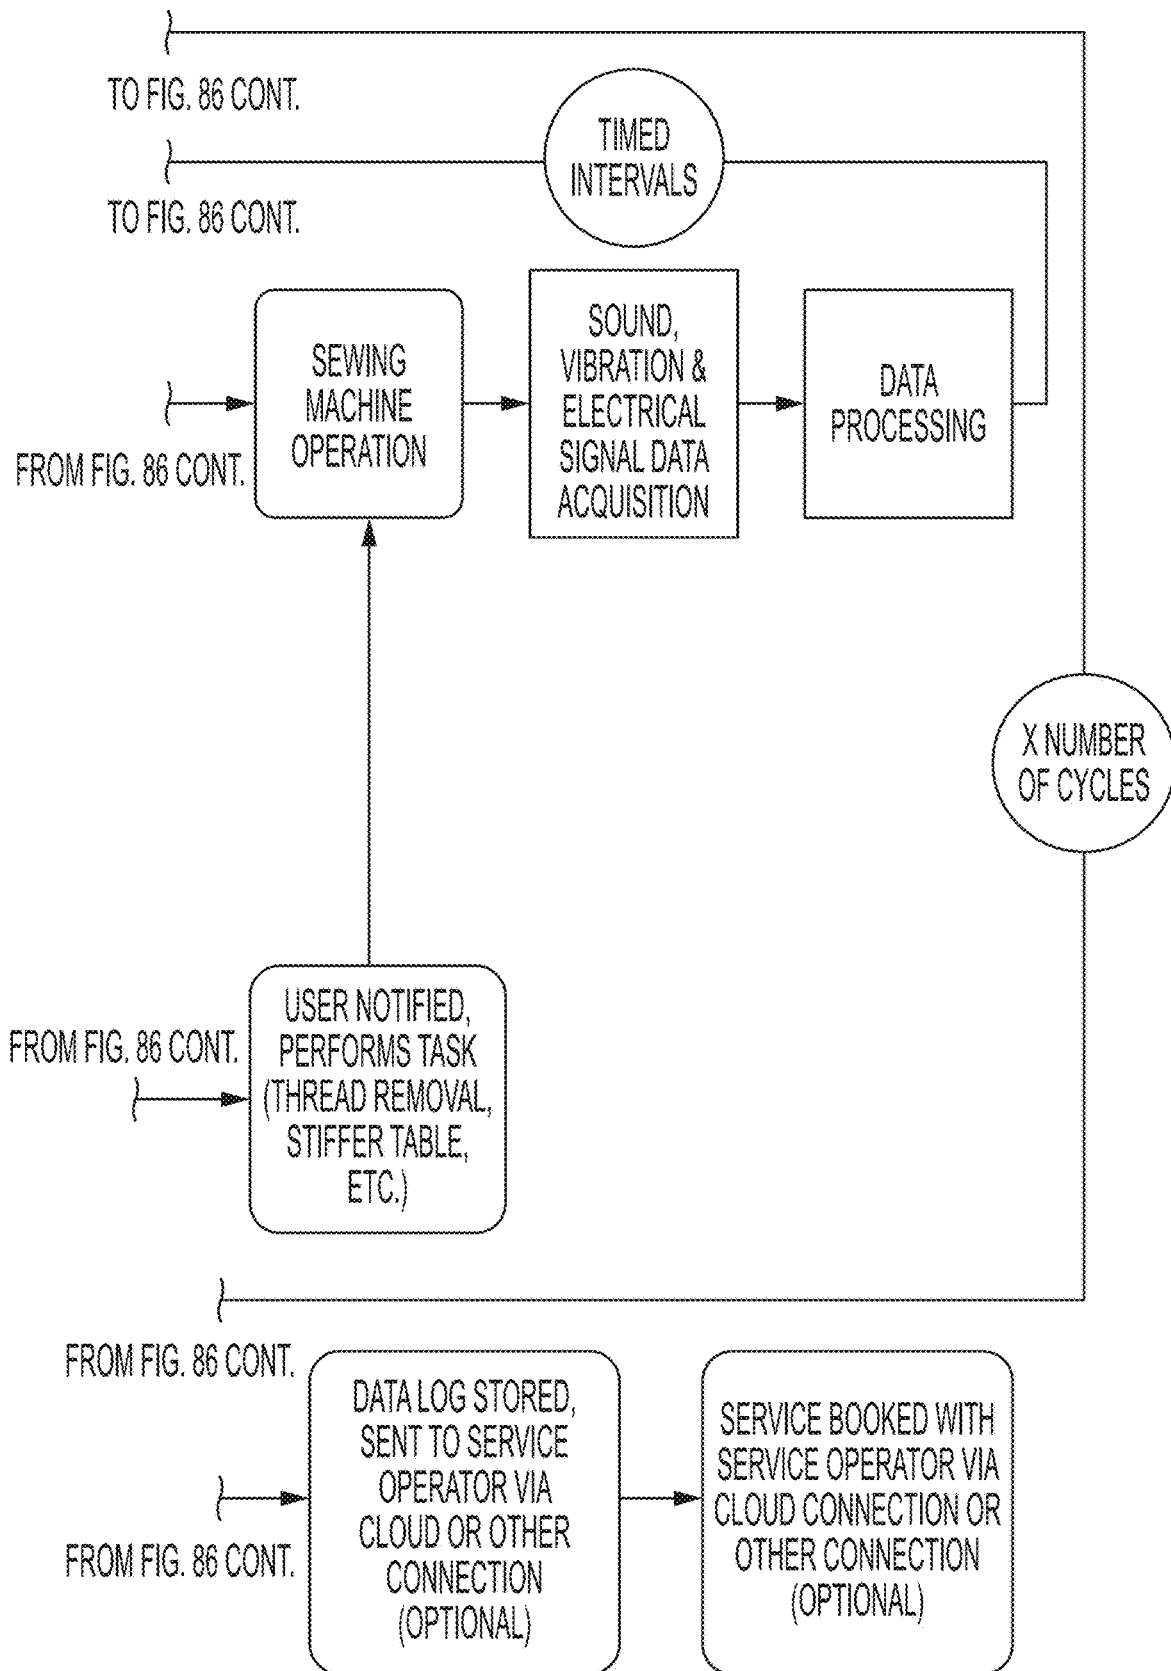 TO FIG. 86 CONT.
TIMED
INTERVALS
TO FIG. 86 CONT.
SEWING
MACHINE
OPERATION
SOUND,
VIBRATION &
ELECTRICAL
SIGNAL DATA
ACQUISITION
DATA
PROCESSING
FROM FIG. 86 CONT.
X NUMBER
OF CYCLES
FROM FIG. 86 CONT.
USER NOTIFIED,
PERFORMS TASK
(THREAD REMOVAL,
STIFFER TABLE,
ETC.)
FROM FIG. 86 CONT.
DATA LOG STORED,
SENT TO SERVICE
OPERATOR VIA
CLOUD OR OTHER
CONNECTION
(OPTIONAL)
SERVICE BOOKED WITH
SERVICE OPERATOR VIA
CLOUD CONNECTION OR
OTHER CONNECTION
(OPTIONAL)
FROM FIG. 86 CONT.